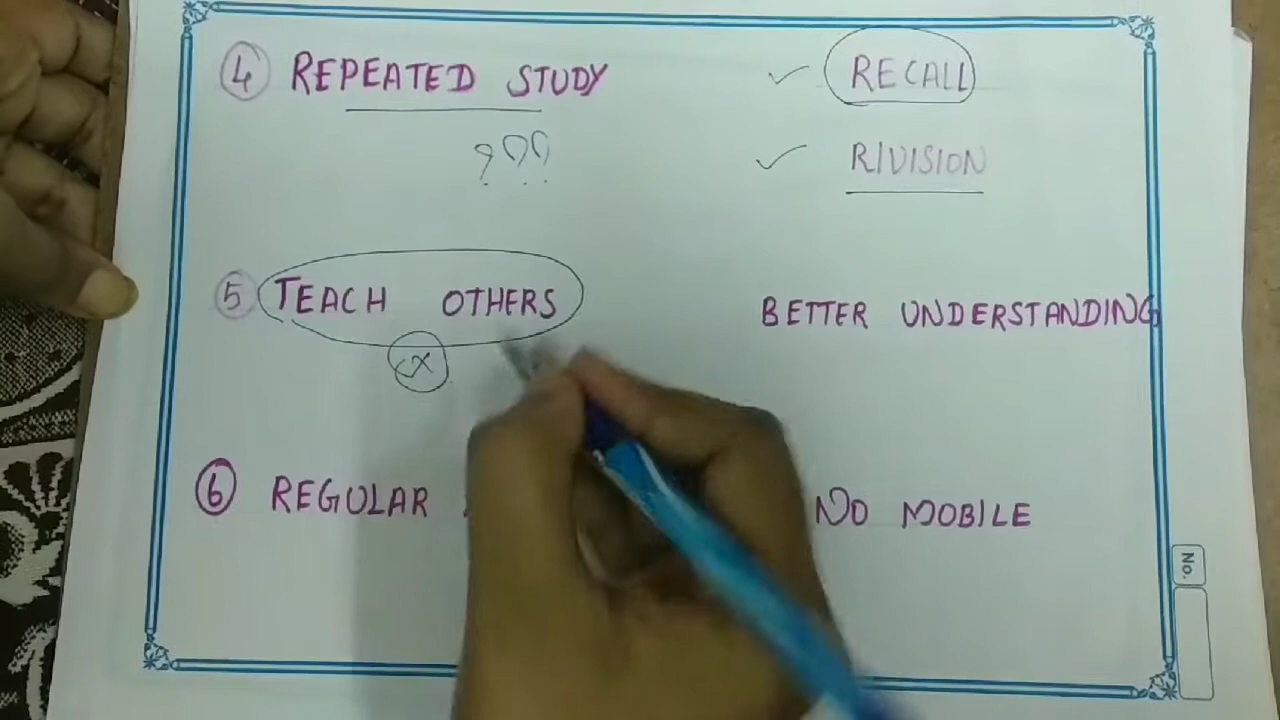 4 REPEATED STUDY
✓ RECALL
???
✓ RIVISION
5 TEACH OTHERS
BETTER UNDERSTANDING
x
6 REGULAR
NO MOBILE
No.